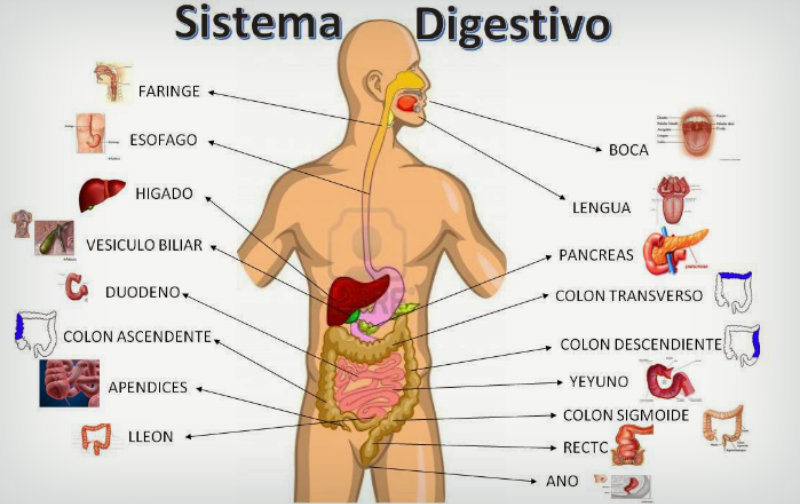 Sistema Digestivo
FARINGE
ESOFAGO
HIGADO
VESICULO BILIAR
DUODENO
COLON ASCENDENTE
APENDICES
LLEON
BOCA
LENGUA
PANCREAS
COLON TRANSVERSO
COLON DESCENDIENTE
YEYUNO
COLON SIGMOIDE
RECTC
ANO